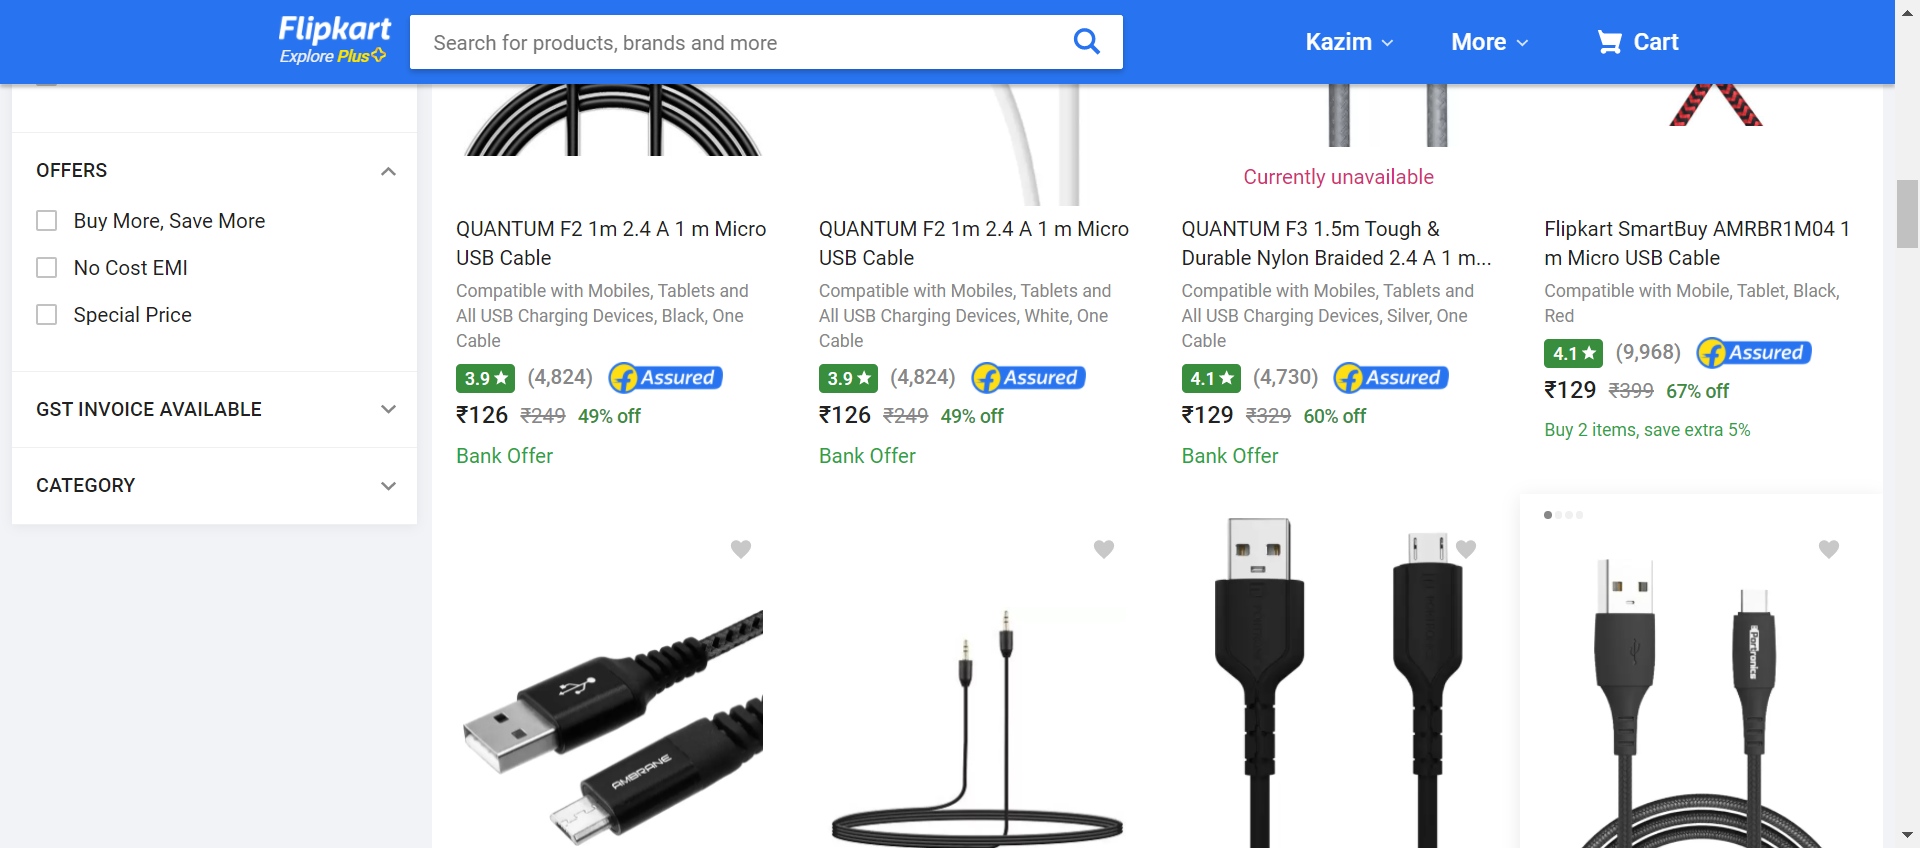 Flipkart
Explore Plus
Search for products, brands and more
Kazim
More
Cart
OFFERS
Buy More, Save More
No Cost EMI
Special Price
GST INVOICE AVAILABLE
CATEGORY
QUANTUM F2 1m 2.4 A 1 m Micro
USB Cable
Compatible with Mobiles, Tablets and
All USB Charging Devices, Black, One
Cable
3.9★ (4,824) Assured
₹126 ₹249 49% off
Bank Offer
QUANTUM F2 1m 2.4 A 1 m Micro
USB Cable
Compatible with Mobiles, Tablets and
All USB Charging Devices, White, One
Cable
3.9★ (4,824) Assured
₹126 ₹249 49% off
Bank Offer
Currently unavailable
QUANTUM F3 1.5m Tough &
Durable Nylon Braided 2.4 A 1 m...
Compatible with Mobiles, Tablets and
All USB Charging Devices, Silver, One
Cable
4.1★ (4,730) Assured
₹129 ₹329 60% off
Bank Offer
Flipkart SmartBuy AMRBR1M04 1
m Micro USB Cable
Compatible with Mobile, Tablet, Black,
Red
4.1★ (9,968) Assured
₹129 ₹399 67% off
Buy 2 items, save extra 5%
AMBRANE
Portronics